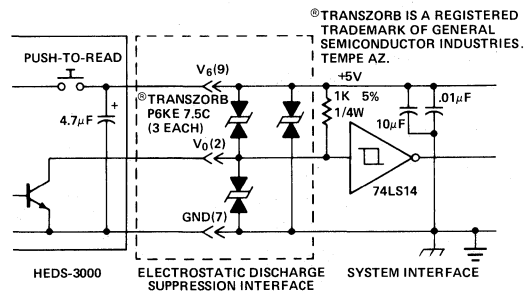 ® TRANSZORB IS A REGISTERED
TRADEMARK OF GENERAL
SEMICONDUCTOR INDUSTRIES.
TEMPE AZ.
PUSH-TO-READ
V6(9)
+5V
® TRANSZORB
P6KE 7.5C
(3 EACH)
1K 5%
1/4W
.01μF
+
4.7μF
10μF
V0(2)
74LS14
GND(7)
HEDS-3000
ELECTROSTATIC DISCHARGE
SUPPRESSION INTERFACE
SYSTEM INTERFACE